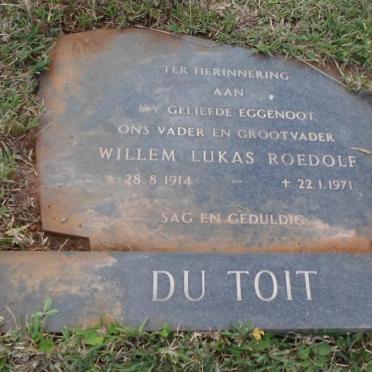 TER HERINNERING
AAN
MY GELIEFDE EGGENOOT
ONS VADER EN GROOTVADER
WILLEM LUKAS ROEDOLF
* 28.8.1914 – + 22.1.1971
SAG EN GEDULDIG
DU TOIT